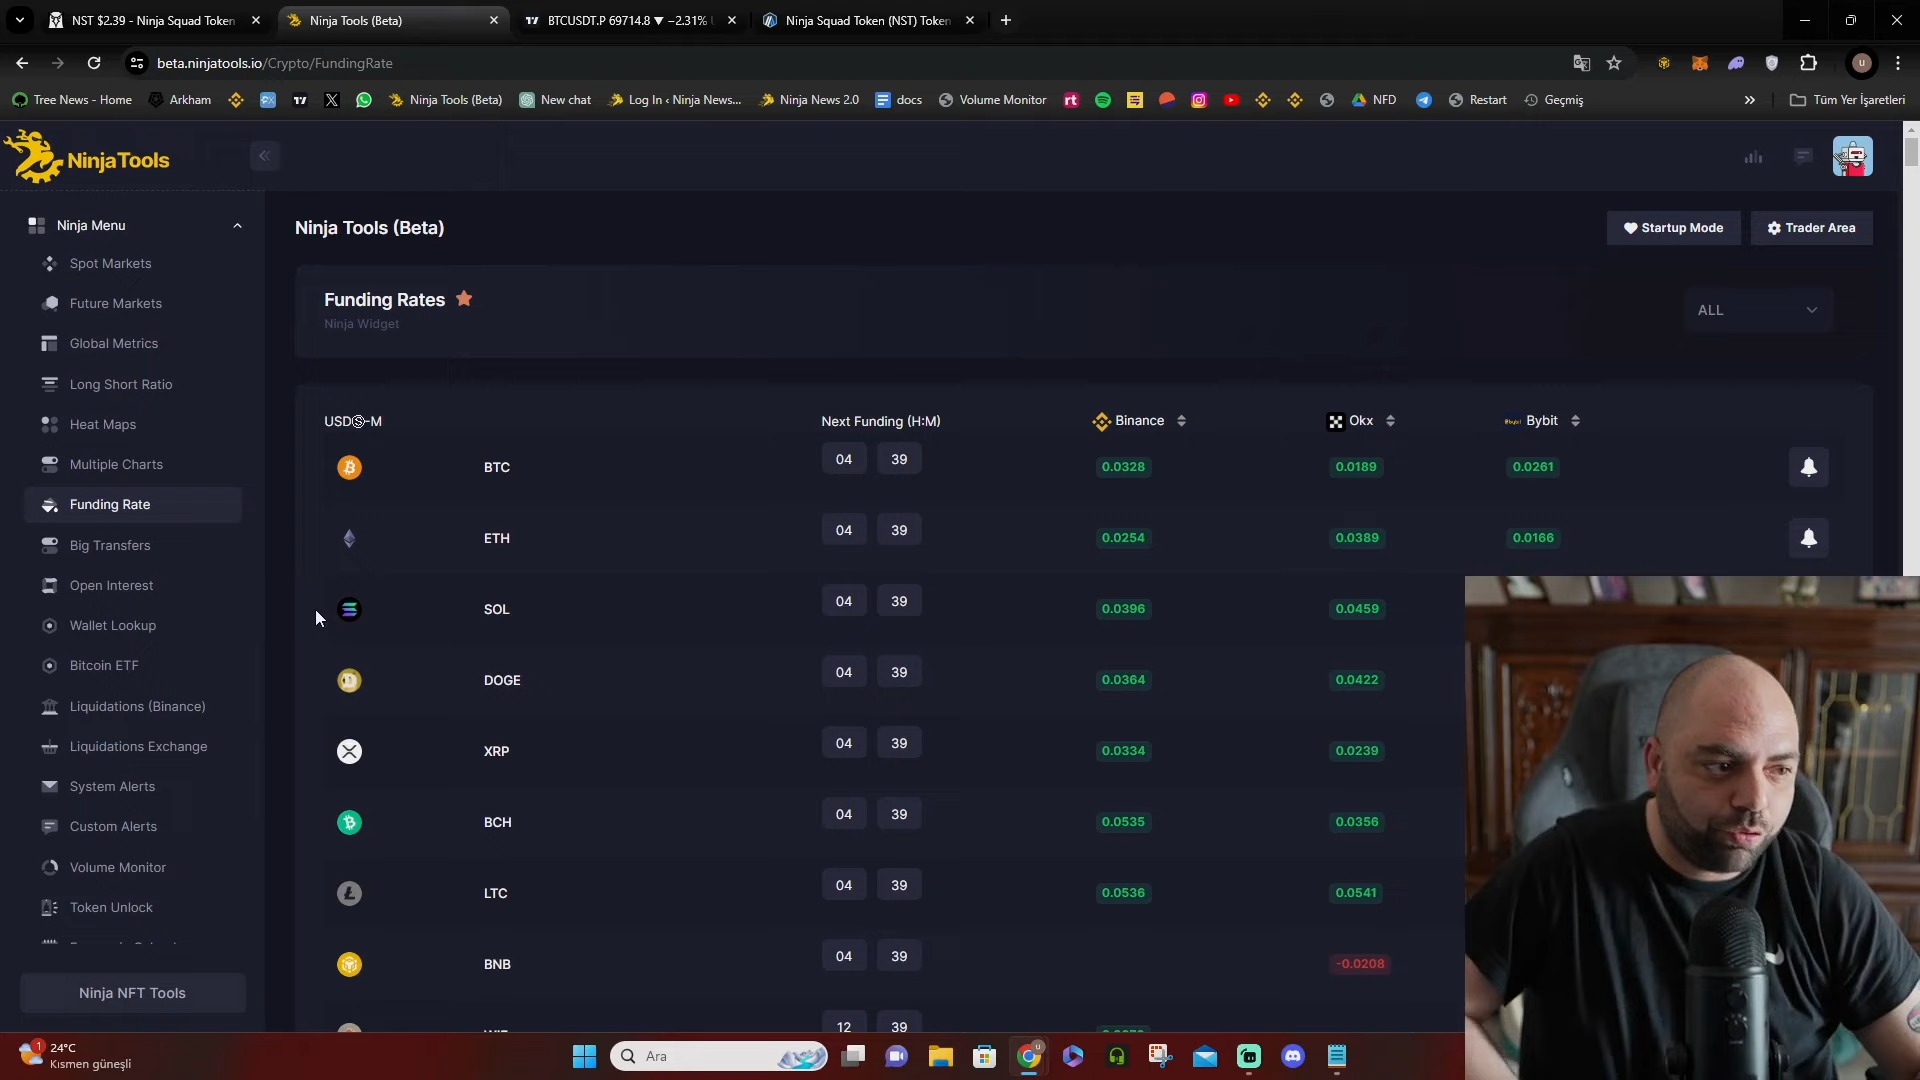 NST $2.39 - Ninja Squad Token
Ninja Tools (Beta)
BTCUSDT.P 69714.8 ▼ −2.31%
Ninja Squad Token (NST) Token
beta.ninjatools.io/Crypto/FundingRate
Tree News - Home
Arkham
Ninja Tools (Beta)
New chat
Log In ‹ Ninja News...
Ninja News 2.0
docs
Volume Monitor
NFD
Restart
Geçmiş
Tüm Yer İşaretleri
NinjaTools
Ninja Menu
Spot Markets
Future Markets
Global Metrics
Long Short Ratio
Heat Maps
Multiple Charts
Funding Rate
Big Transfers
Open Interest
Wallet Lookup
Bitcoin ETF
Liquidations (Binance)
Liquidations Exchange
System Alerts
Custom Alerts
Volume Monitor
Token Unlock
Ninja NFT Tools
Ninja Tools (Beta)
Startup Mode
Trader Area
Funding Rates
Ninja Widget
ALL
USDⓈ-M Next Funding (H:M) Binance Okx Bybit
BTC 04 39 0.0328 0.0189 0.0261
ETH 04 39 0.0254 0.0389 0.0166
SOL 04 39 0.0396 0.0459
DOGE 04 39 0.0364 0.0422
XRP 04 39 0.0334 0.0239
BCH 04 39 0.0535 0.0356
LTC 04 39 0.0536 0.0541
BNB 04 39 -0.0208
12 39
1
24°C
Kısmen güneşli
Ara